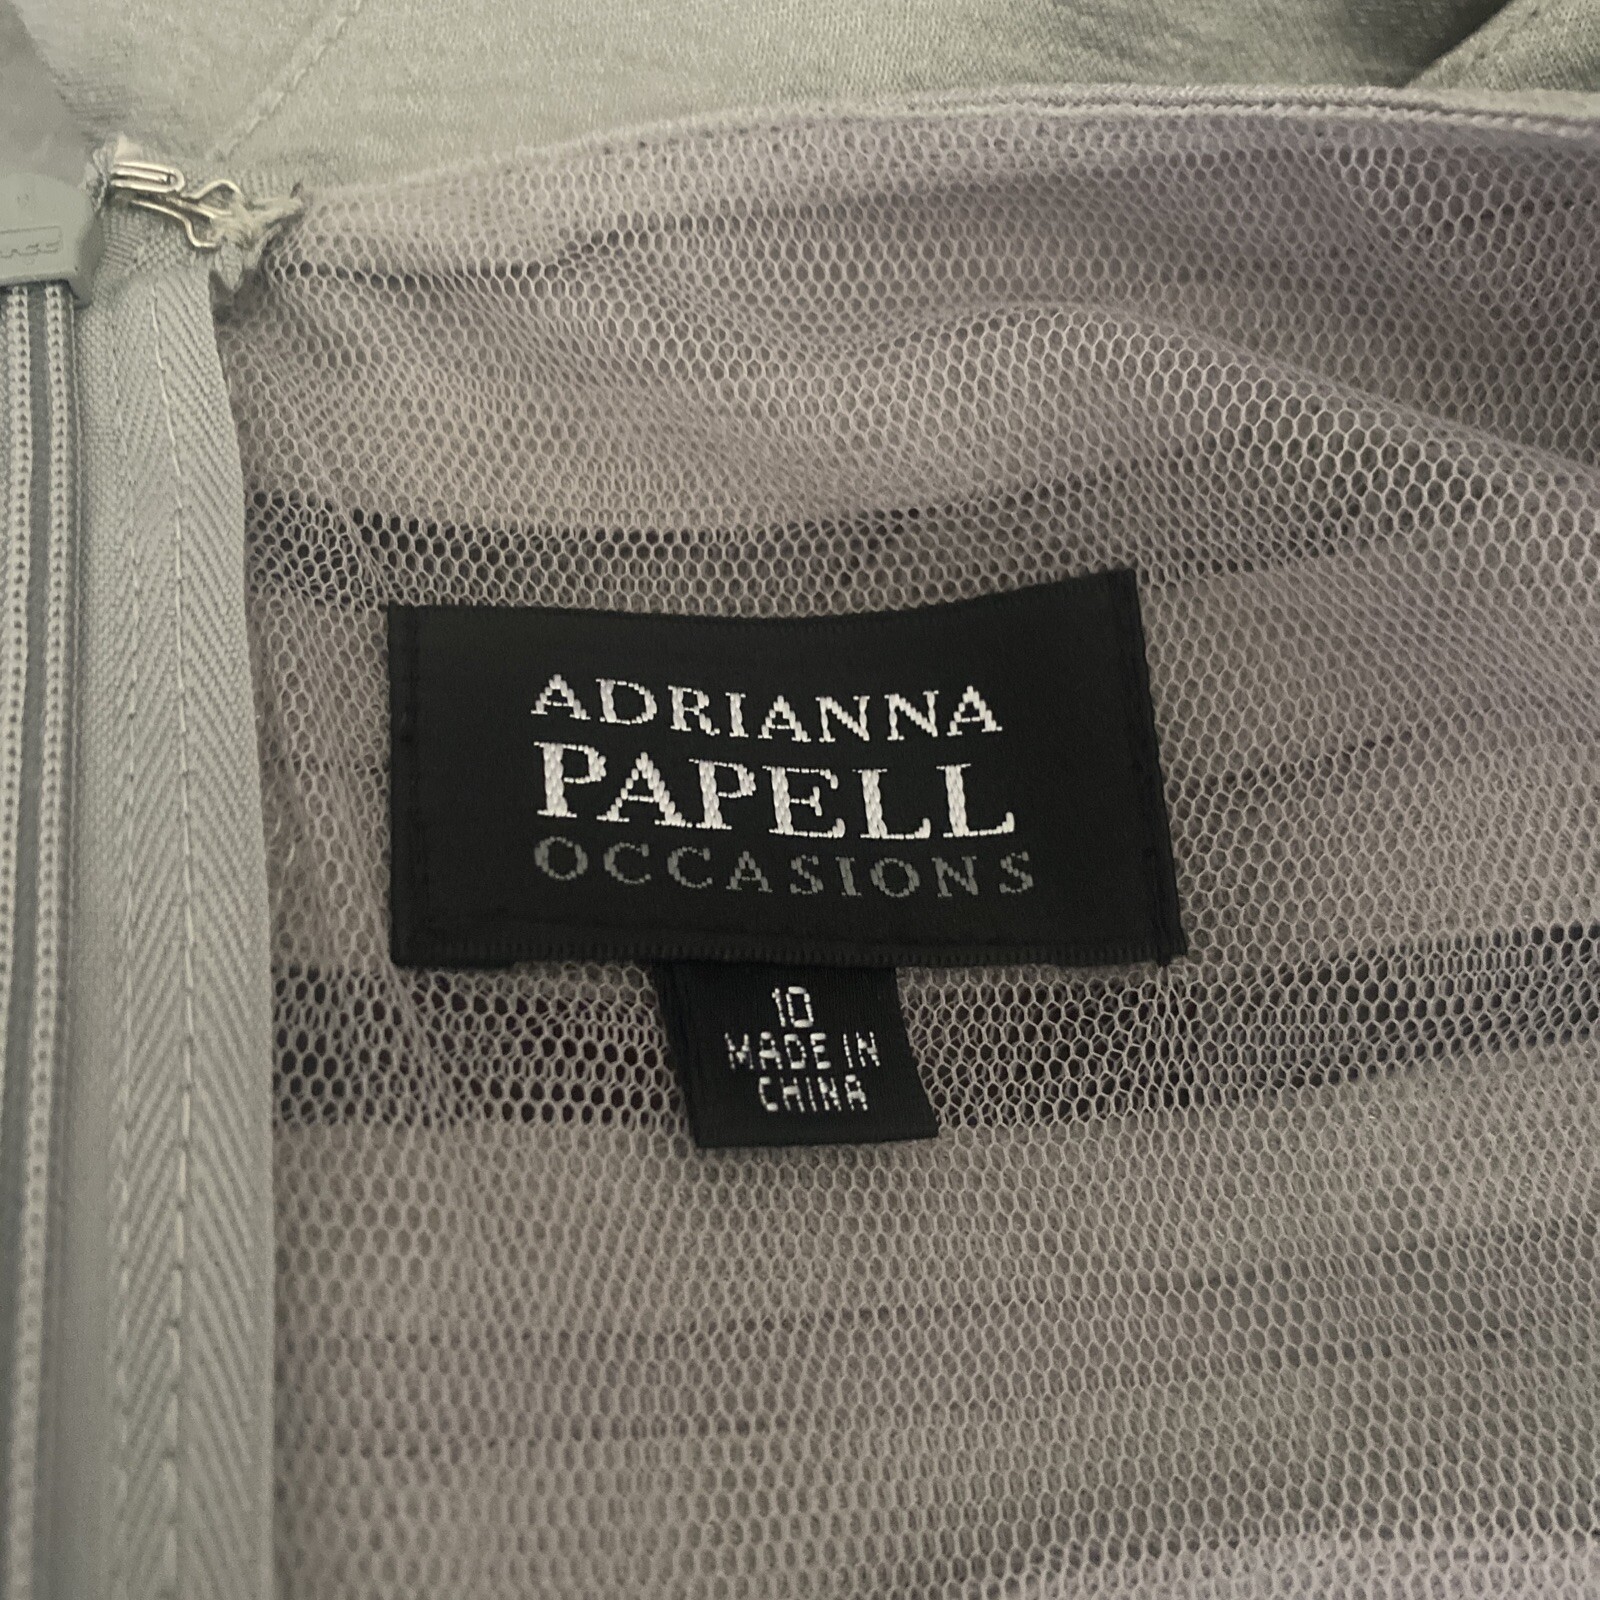 ADRIANNA
PAPELL
OCCASIONS
10
MADE IN
CHINA